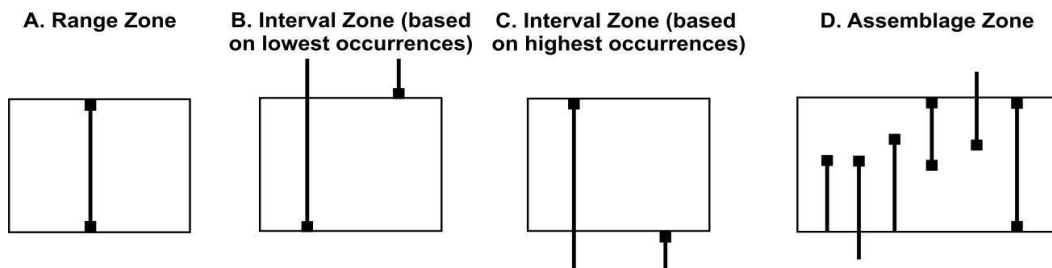 A. Range Zone
B. Interval Zone (based
on lowest occurrences)
C. Interval Zone (based
on highest occurrences)
D. Assemblage Zone